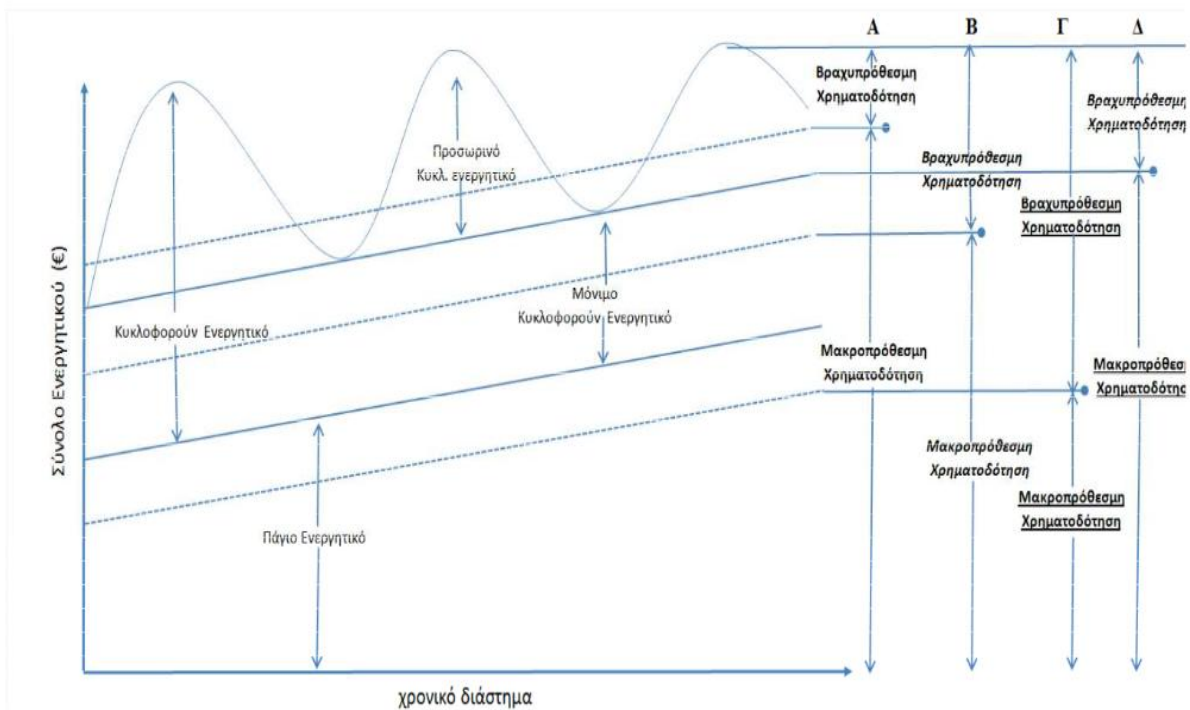 Α Β Γ Δ
Βραχυπρόθεσμη
Χρηματοδότηση
Βραχυπρόθεσμη
Χρηματοδότηση
Προσωρινό
Κυκλ. ενεργητικό
Βραχυπρόθεσμη
Χρηματοδότηση
Βραχυπρόθεσμη
Χρηματοδότηση
Σύνολο Ενεργητικού (€)
Κυκλοφορούν Ενεργητικό
Μόνιμο
Κυκλοφορούν Ενεργητικό
Μακροπρόθεσμη
Χρηματοδότηση
Μακροπρόθεσ
Χρηματοδότης
Μακροπρόθεσμη
Χρηματοδότηση
Μακροπρόθεσμη
Χρηματοδότηση
Πάγιο Ενεργητικό
χρονικό διάστημα